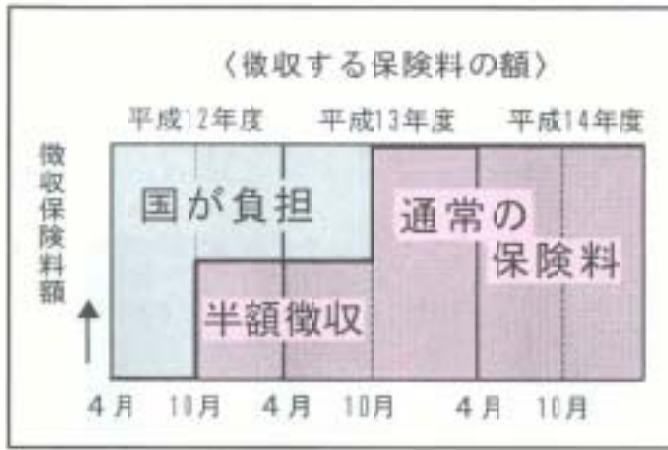 〈徴収する保険料の額〉
平成12年度 平成13年度 平成14年度
徴収保険料額
国が負担
通常の
保険料
半額徴収
4月 10月 4月 10月 4月 10月